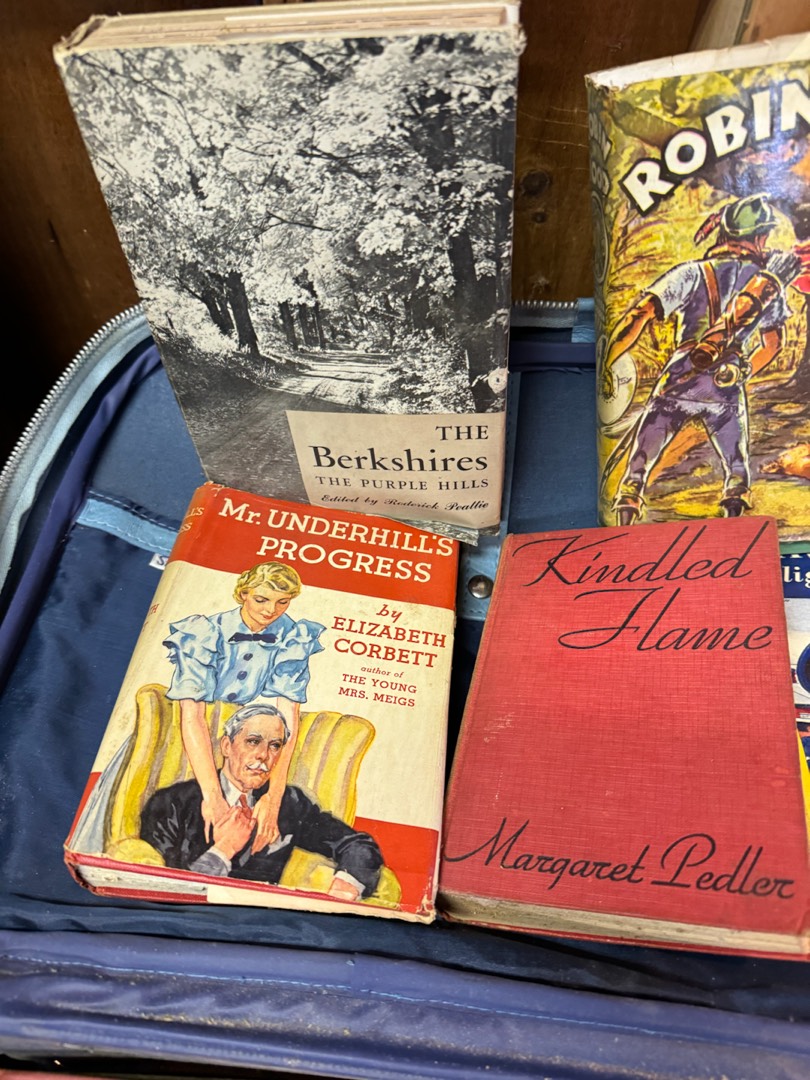 THE
Berkshires
THE PURPLE HILLS
Edited by Roderick Peattie
ROBIN
Mr. UNDERHILL'S
PROGRESS
by
ELIZABETH
CORBETT
author of
THE YOUNG
MRS. MEIGS
Kindled
Flame
Margaret Pedler